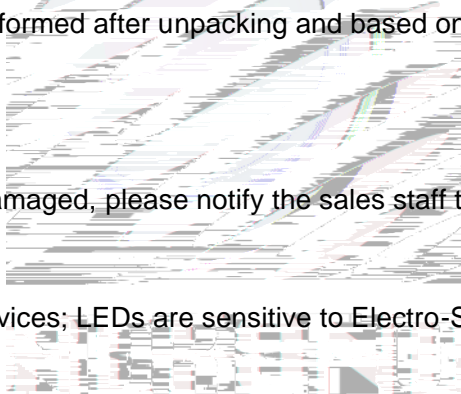 formed after unpacking and based on
maged, please notify the sales staff t
vices; LEDs are sensitive to Electro-S